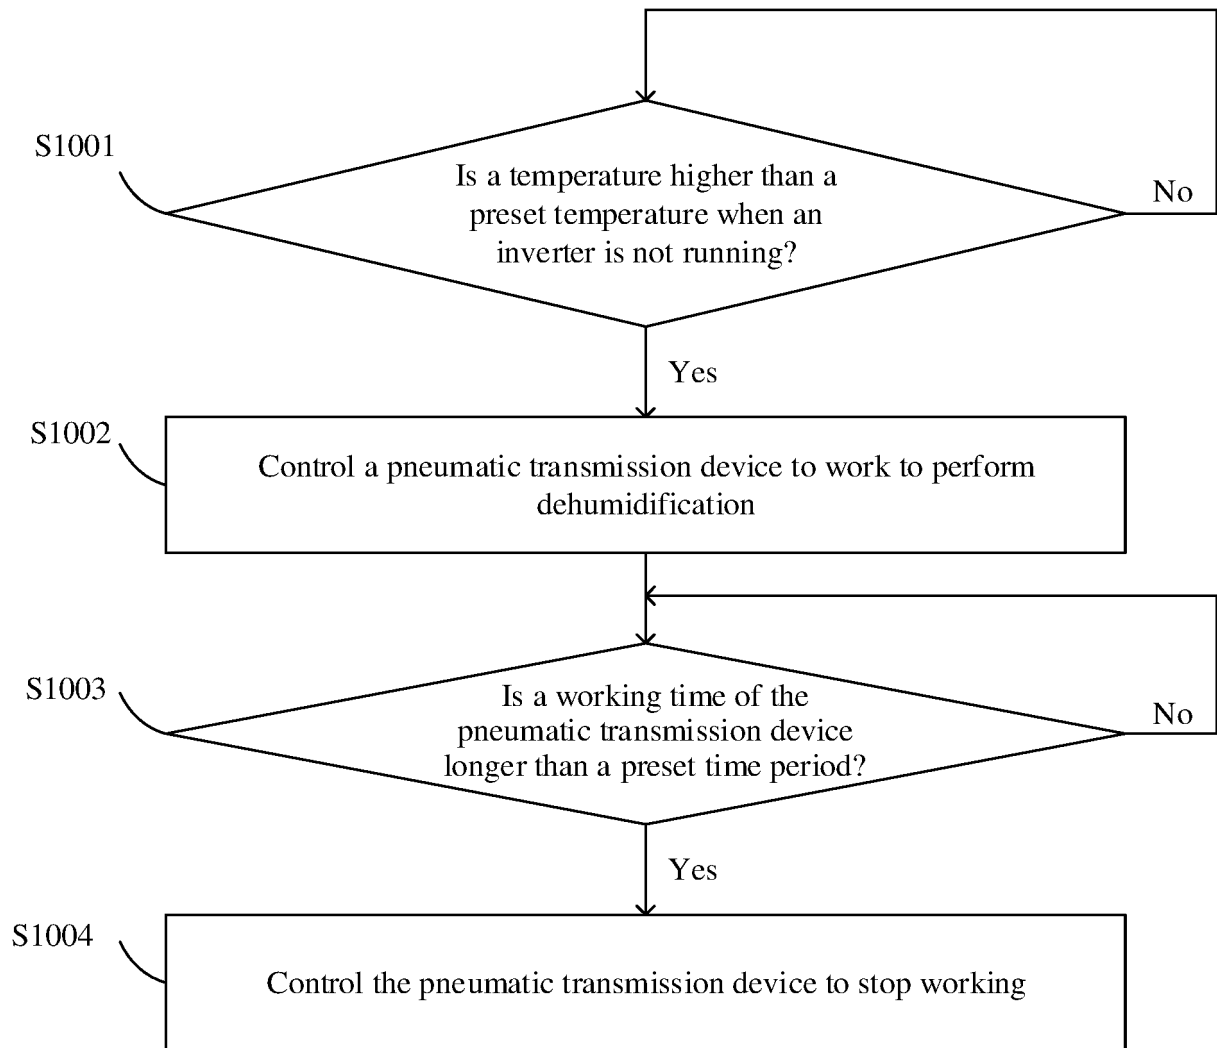 S1001
Is a temperature higher than a
preset temperature when an
inverter is not running?
No
Yes
S1002
Control a pneumatic transmission device to work to perform
dehumidification
S1003
Is a working time of the
pneumatic transmission device
longer than a preset time period?
No
Yes
S1004
Control the pneumatic transmission device to stop working